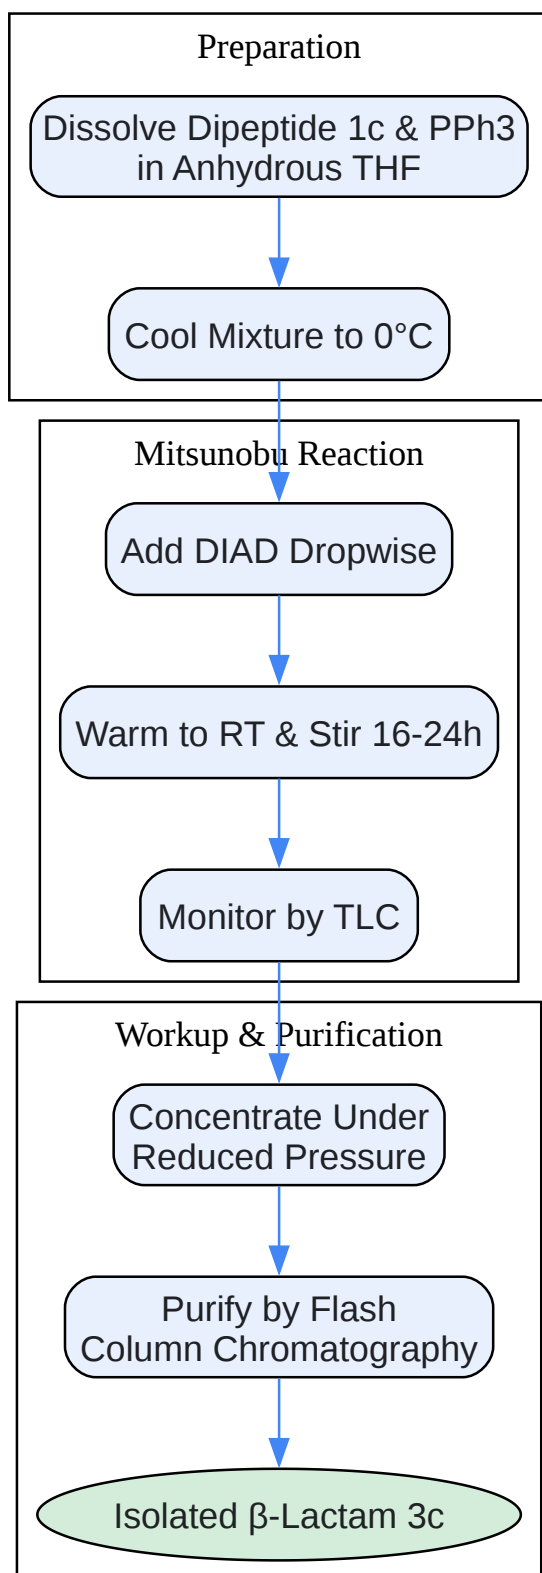 Preparation
Dissolve Dipeptide 1c & PPh3
in Anhydrous THF
Cool Mixture to 0°C
Mitsunobu Reaction
Add DIAD Dropwise
Warm to RT & Stir 16-24h
Monitor by TLC
Workup & Purification
Concentrate Under
Reduced Pressure
Purify by Flash
Column Chromatography
Isolated β-Lactam 3c